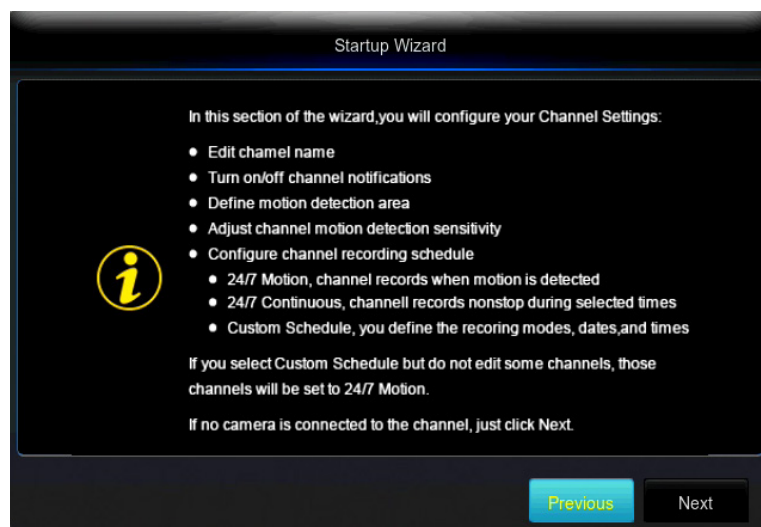 Startup Wizard
In this section of the wizard,you will configure your Channel Settings:
● Edit chamel name
● Turn on/off channel notifications
● Define motion detection area
● Adjust channel motion detection sensitivity
● Configure channel recording schedule
● 24/7 Motion, channel records when motion is detected
● 24/7 Continuous, channell records nonstop during selected times
● Custom Schedule, you define the recoring modes, dates,and times
If you select Custom Schedule but do not edit some channels, those
channels will be set to 24/7 Motion.
If no camera is connected to the channel, just click Next.
Previous
Next